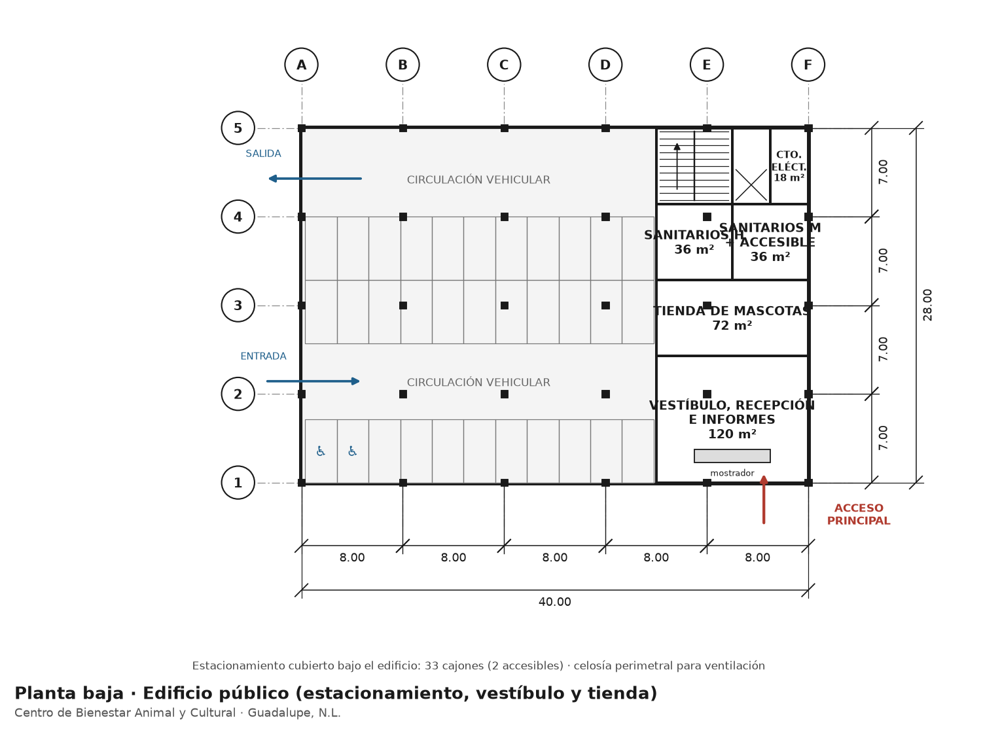 A B C D E F
5
SALIDA
CIRCULACIÓN VEHICULAR
CTO.
ELÉCT.
18 m²
7.00
4
SANITARIOS H
36 m²
SANITARIOS M
+ ACCESIBLE
36 m²
7.00
3
TIENDA DE MASCOTAS
72 m²
28.00
ENTRADA
CIRCULACIÓN VEHICULAR
7.00
2
VESTÍBULO, RECEPCIÓN
E INFORMES
120 m²
♿ ♿
7.00
mostrador
1
ACCESO
PRINCIPAL
8.00 8.00 8.00 8.00 8.00
40.00
Estacionamiento cubierto bajo el edificio: 33 cajones (2 accesibles) · celosía perimetral para ventilación
Planta baja · Edificio público (estacionamiento, vestíbulo y tienda)
Centro de Bienestar Animal y Cultural · Guadalupe, N.L.